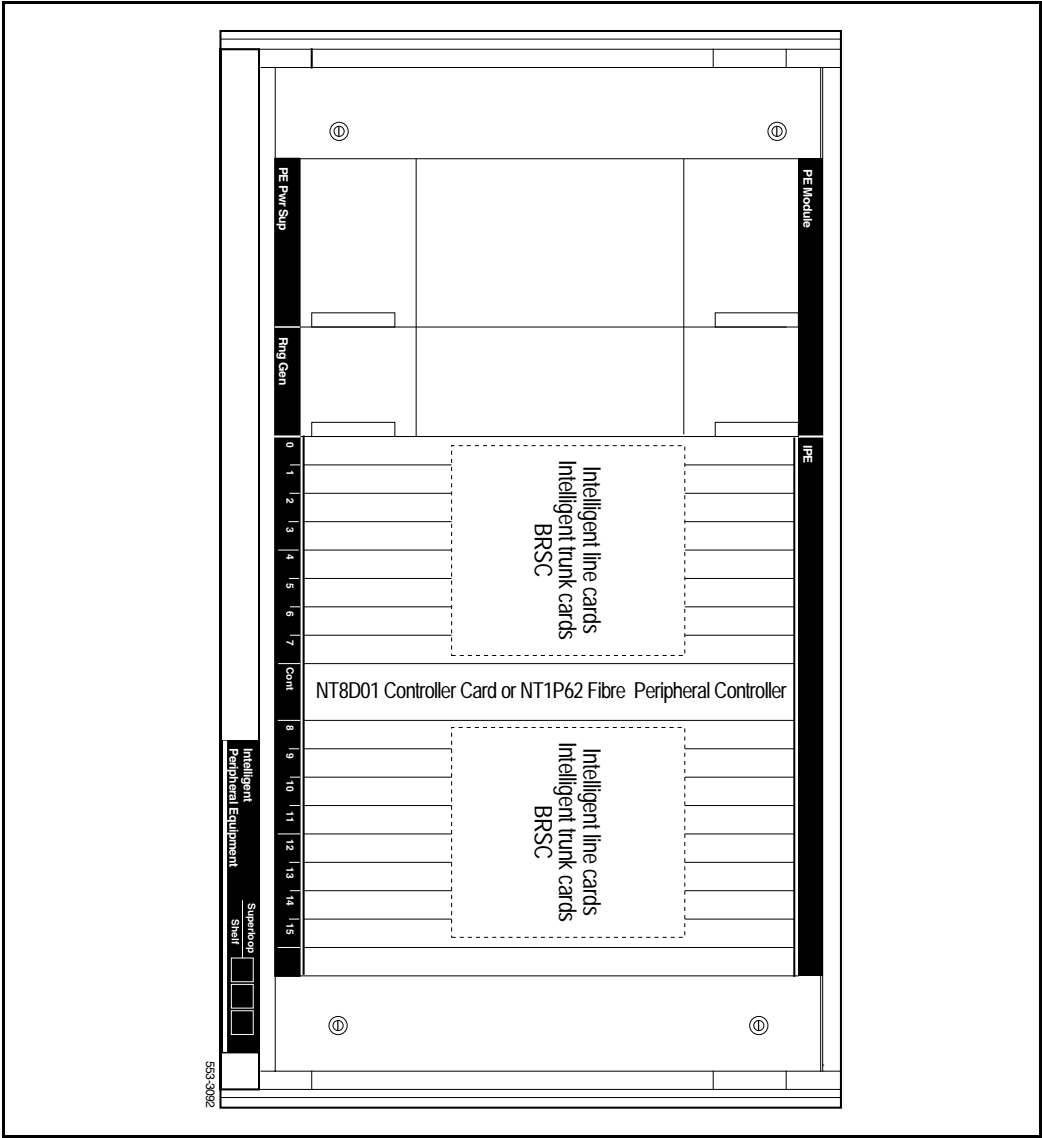 PE Pwr Sup
PE Module
Rng Gen
IPE
0
1
2
3
4
5
6
7
Intelligent line cards
Intelligent trunk cards
BRSC
Cont
NT8D01 Controller Card or NT1P62 Fibre Peripheral Controller
8
9
10
11
12
13
14
15
Intelligent line cards
Intelligent trunk cards
BRSC
Intelligent
Peripheral Equipment
Superloop
Shelf
553-3092